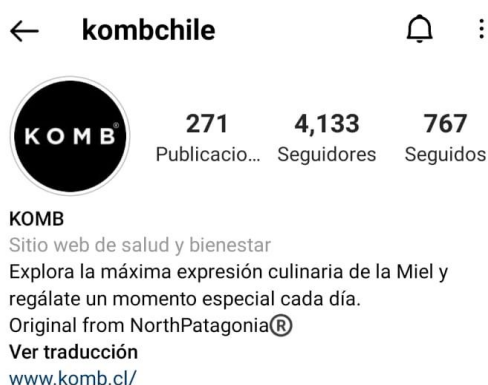 kombchile
KOMB®
271
4,133
767
Publicacio... Seguidores Seguidos
KOMB
Sitio web de salud y bienestar
Explora la máxima expresión culinaria de la Miel y
regálate un momento especial cada día.
Original from NorthPatagonia®
Ver traducción
www.komb.cl/